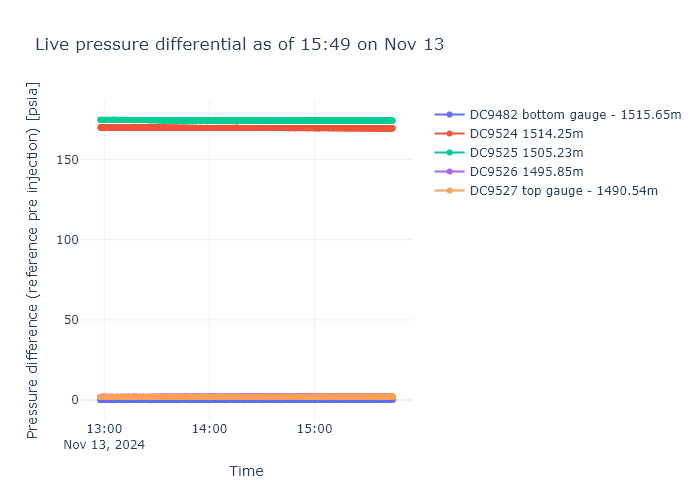 Live pressure differential as of 15:49 on Nov 13
Pressure difference (reference pre injection) [psia]
150
100
50
0
13:00
Nov 13, 2024
14:00
15:00
Time
DC9482 bottom gauge - 1515.65m
DC9524 1514.25m
DC9525 1505.23m
DC9526 1495.85m
DC9527 top gauge - 1490.54m